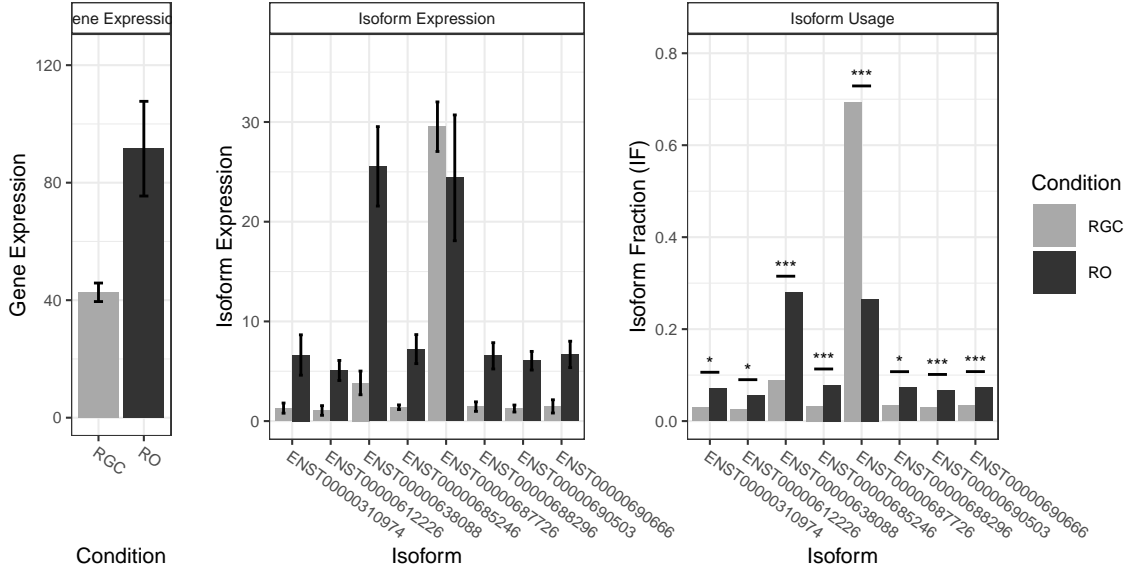 ene Expressio
Gene Expression
120
80
40
0
RGC
RO
Condition
Isoform Expression
Isoform Expression
30
20
10
0
ENST00000310974
ENST00000612226
ENST00000638088
ENST00000685246
ENST00000687726
ENST00000688296
ENST00000690503
ENST00000690666
Isoform
Isoform Usage
Isoform Fraction (IF)
0.8
0.6
0.4
0.2
0.0
*
*
***
***
***
*
***
***
ENST00000310974
ENST00000612226
ENST00000638088
ENST00000685246
ENST00000687726
ENST00000688296
ENST00000690503
ENST00000690666
Isoform
Condition
RGC
RO